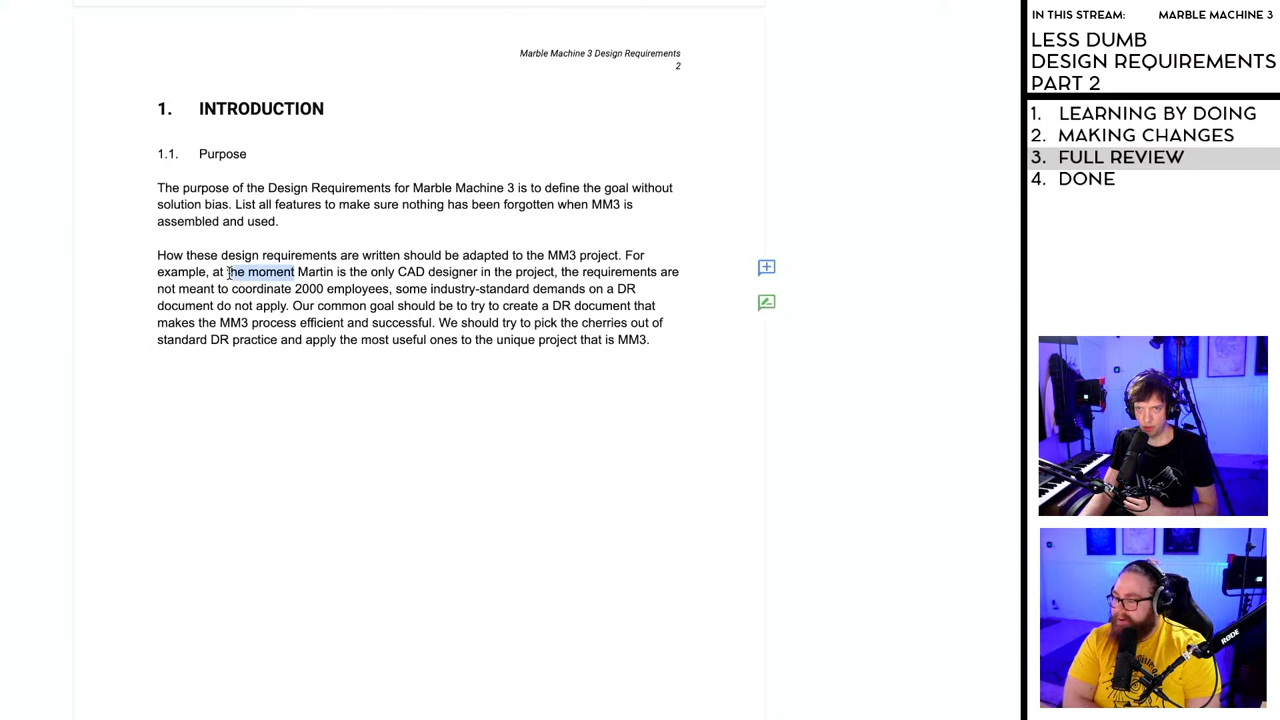 Marble Machine 3 Design Requirements
2
1. INTRODUCTION
1.1. Purpose
The purpose of the Design Requirements for Marble Machine 3 is to define the goal without
solution bias. List all features to make sure nothing has been forgotten when MM3 is
assembled and used.
How these design requirements are written should be adapted to the MM3 project. For
example, at the moment Martin is the only CAD designer in the project, the requirements are
not meant to coordinate 2000 employees, some industry-standard demands on a DR
document do not apply. Our common goal should be to try to create a DR document that
makes the MM3 process efficient and successful. We should try to pick the cherries out of
standard DR practice and apply the most useful ones to the unique project that is MM3.
IN THIS STREAM: MARBLE MACHINE 3
LESS DUMB
DESIGN REQUIREMENTS
PART 2
1. LEARNING BY DOING
2. MAKING CHANGES
3. FULL REVIEW
4. DONE
RØDE